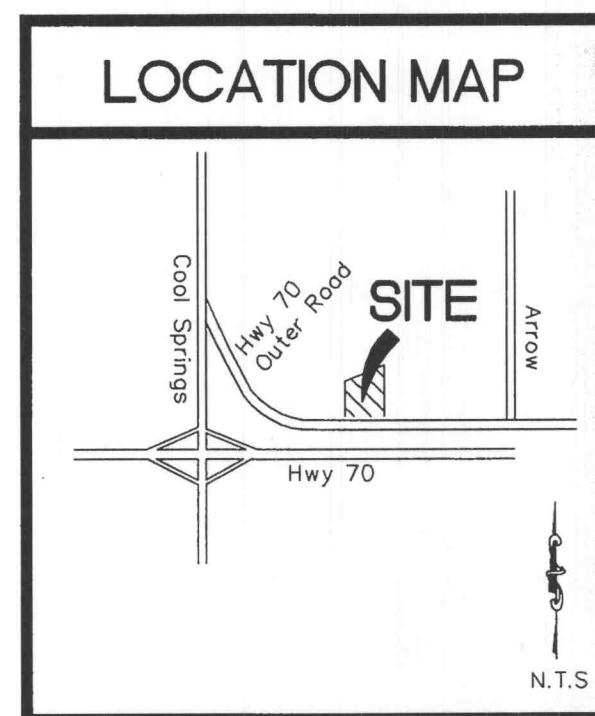 LOCATION MAP
Cool Springs
Hwy 70
Outer Road
SITE
Arrow
Hwy 70
N.T.S